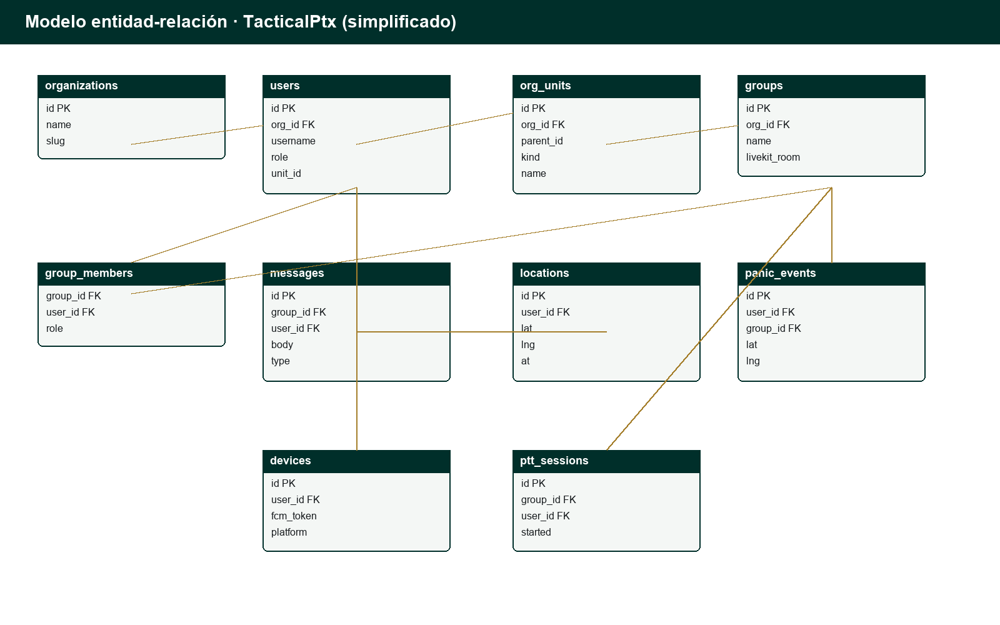 Modelo entidad-relación · TacticalPtx (simplificado)
organizations
id PK
name
slug
users
id PK
org_id FK
username
role
unit_id
org_units
id PK
org_id FK
parent_id
kind
name
groups
id PK
org_id FK
name
livekit_room
group_members
group_id FK
user_id FK
role
messages
id PK
group_id FK
user_id FK
body
type
locations
id PK
user_id FK
lat
lng
at
panic_events
id PK
user_id FK
group_id FK
lat
lng
devices
id PK
user_id FK
fcm_token
platform
ptt_sessions
id PK
group_id FK
user_id FK
started